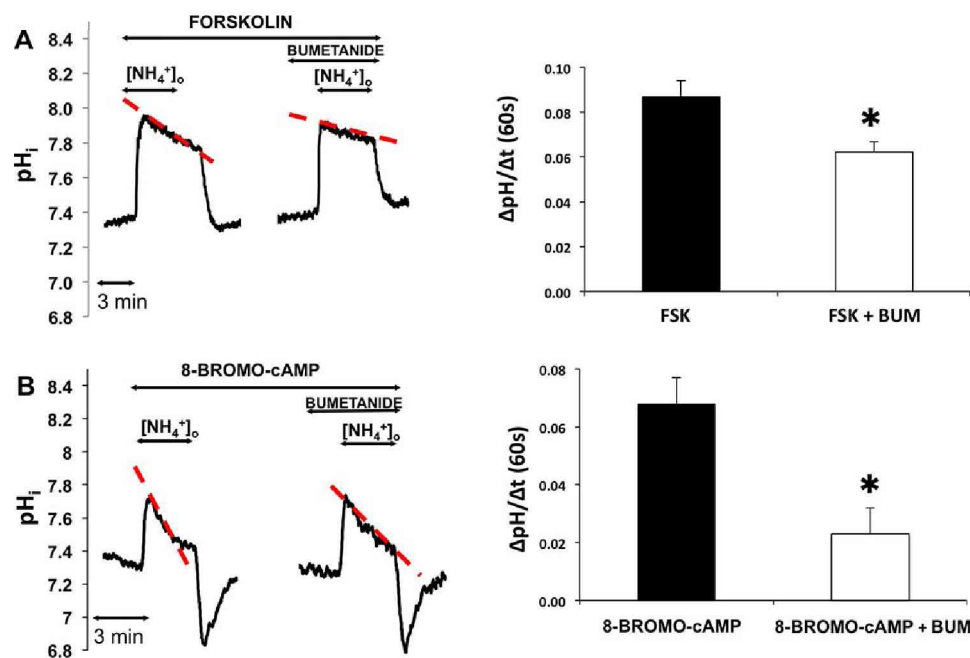 A
FORSKOLIN
BUMETANIDE
[NH₄⁺]ₒ
[NH₄⁺]ₒ
8.4
8.2
8.0
7.8
7.6
7.4
7.2
7.0
6.8
pHᵢ
3 min
0.10
0.08
0.06
0.04
0.02
0.00
ΔpH/Δt (60s)
*
FSK
FSK + BUM
B
8-BROMO-cAMP
BUMETANIDE
[NH₄⁺]ₒ
[NH₄⁺]ₒ
8.4
8.2
8
7.8
7.6
7.4
7.2
7
6.8
pHᵢ
3 min
0.08
0.06
0.04
0.02
0.00
ΔpH/Δt (60s)
*
8-BROMO-cAMP
8-BROMO-cAMP + BUM